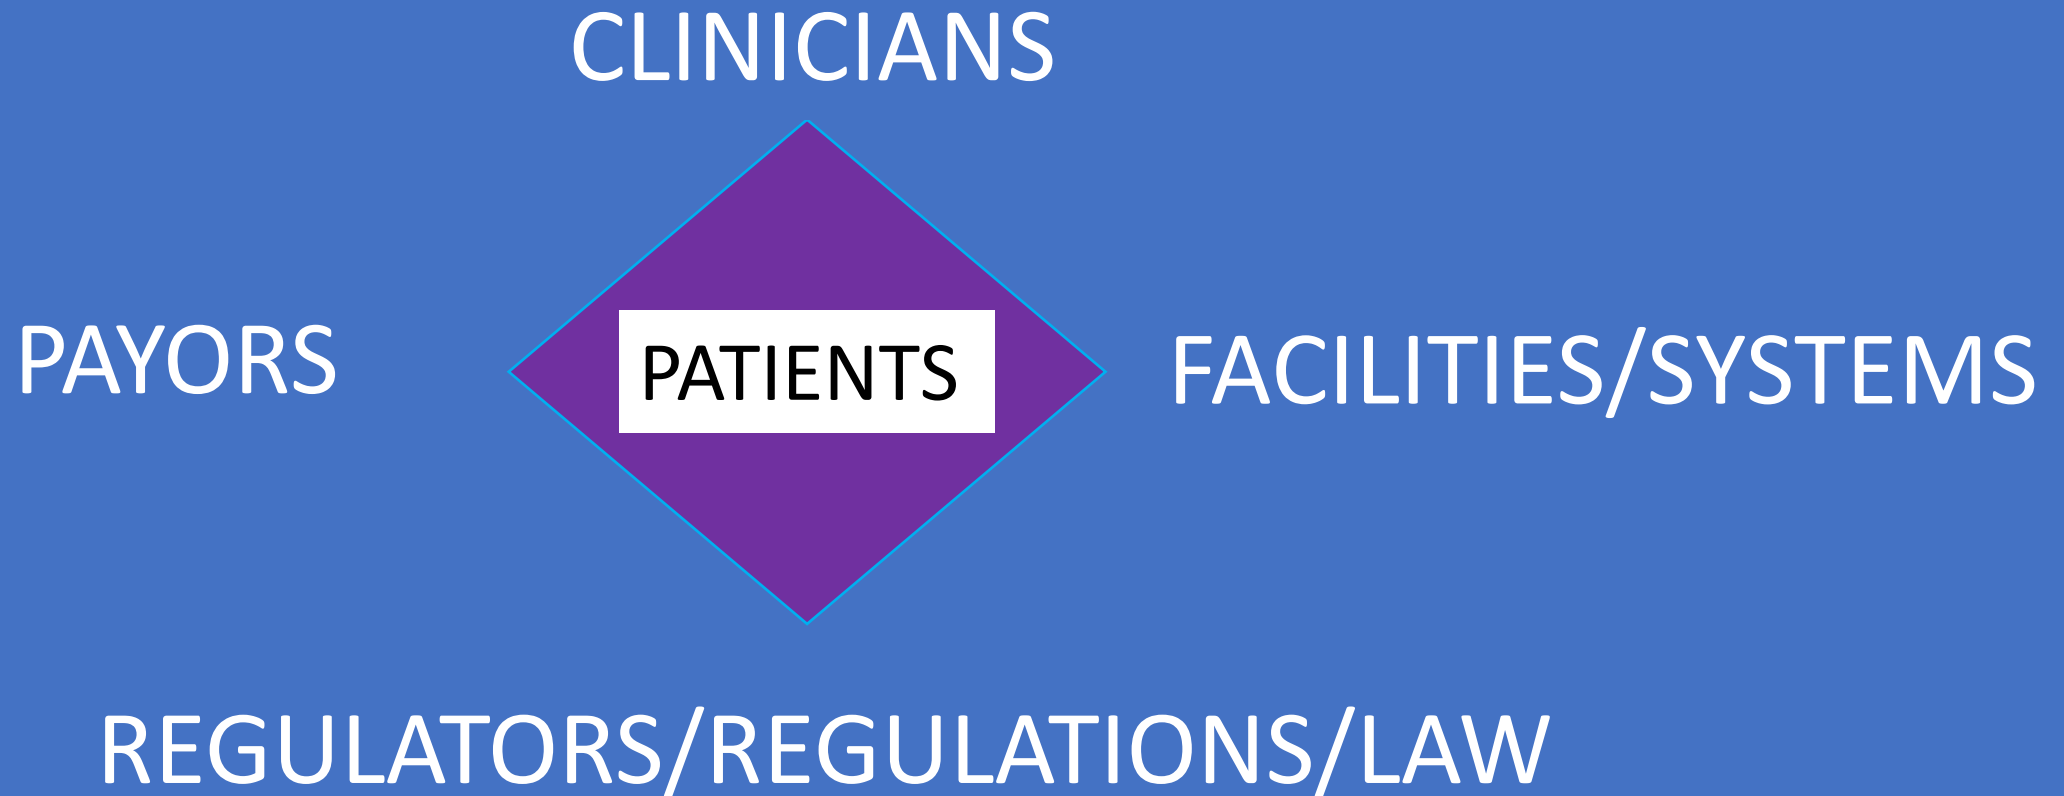 CLINICIANS
PAYORS
PATIENTS
FACILITIES/SYSTEMS
REGULATORS/REGULATIONS/LAW